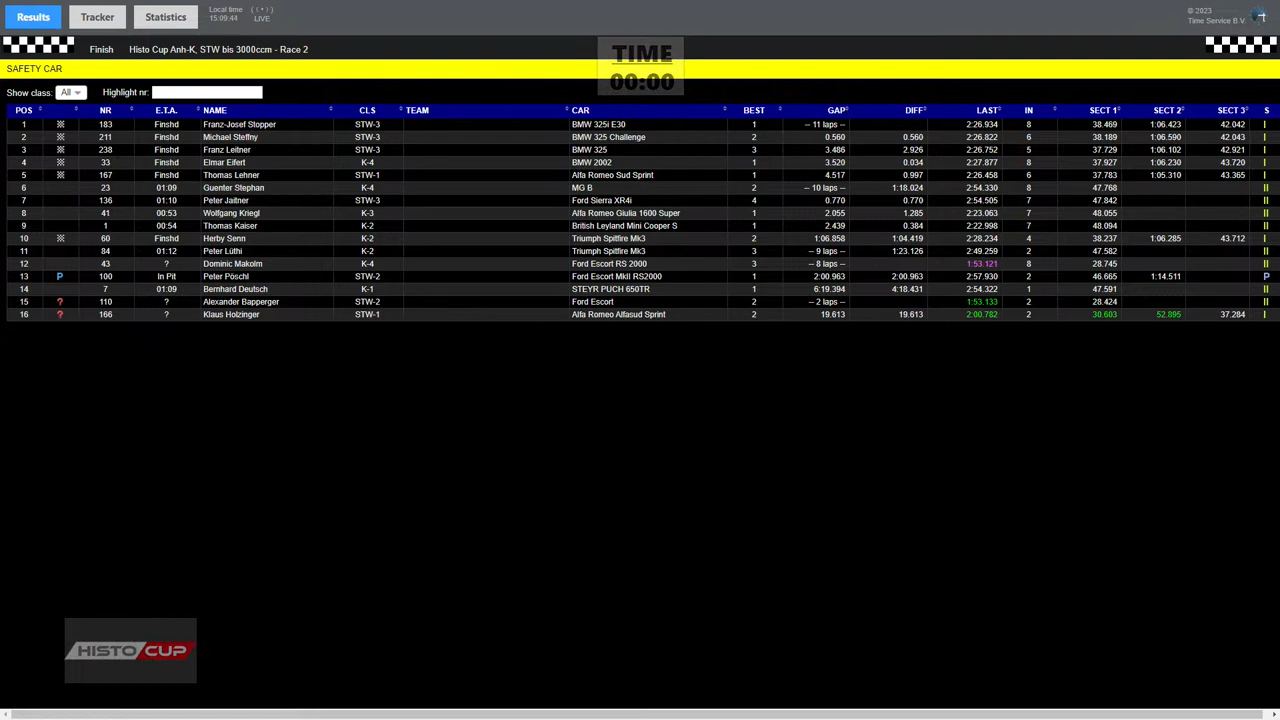 Results Tracker Statistics Local time 15:09:44 ((•)) LIVE © 2023 Time Service B.V.
Finish Histo Cup Anh-K, STW bis 3000ccm - Race 2 TIME 00:00
SAFETY CAR
Show class: All Highlight nr:
POS NR E.T.A. NAME CLS TEAM CAR BEST GAP DIFF LAST IN SECT 1 SECT 2 SECT 3 S
1 183 Finshd Franz-Josef Stopper STW-3 BMW 325i E30 1 -- 11 laps -- 2:26.934 8 38.469 1:06.423 42.042 I
2 211 Finshd Michael Steffny STW-3 BMW 325 Challenge 2 0.560 0.560 2:26.822 6 38.189 1:06.590 42.043 I
3 238 Finshd Franz Leitner STW-3 BMW 325 3 3.486 2.926 2:26.752 5 37.729 1:06.102 42.921 I
4 33 Finshd Elmar Eifert K-4 BMW 2002 1 3.520 0.034 2:27.877 8 37.927 1:06.230 43.720 I
5 167 Finshd Thomas Lehner STW-1 Alfa Romeo Sud Sprint 1 4.517 0.997 2:26.458 6 37.783 1:05.310 43.365 I
6 23 01:09 Guenter Stephan K-4 MG B 2 -- 10 laps -- 1:18.024 2:54.330 8 47.768 II
7 136 01:10 Peter Jaitner STW-3 Ford Sierra XR4i 4 0.770 0.770 2:54.505 7 47.842 II
8 41 00:53 Wolfgang Kriegl K-3 Alfa Romeo Giulia 1600 Super 1 2.055 1.285 2:23.063 7 48.055 II
9 1 00:54 Thomas Kaiser K-2 British Leyland Mini Cooper S 1 2.439 0.384 2:22.998 7 48.094 II
10 60 Finshd Herby Senn K-2 Triumph Spitfire Mk3 2 1:06.858 1:04.419 2:28.234 4 38.237 1:06.285 43.712 I
11 84 01:12 Peter Lüthi K-2 Triumph Spitfire Mk3 3 -- 9 laps -- 1:23.126 2:49.259 2 47.582 II
12 43 ? Dominic Makolm K-4 Ford Escort RS 2000 3 -- 8 laps -- 1:53.121 8 28.745 II
13 P 100 In Pit Peter Pöschl STW-2 Ford Escort MkII RS2000 1 2:00.963 2:00.963 2:57.930 2 46.665 1:14.511 P
14 7 01:09 Bernhard Deutsch K-1 STEYR PUCH 650TR 1 6:19.394 4:18.431 2:54.322 1 47.591 II
15 ? 110 ? Alexander Bapperger STW-2 Ford Escort 2 -- 2 laps -- 1:53.133 2 28.424 II
16 ? 166 ? Klaus Holzinger STW-1 Alfa Romeo Alfasud Sprint 2 19.613 19.613 2:00.782 2 30.603 52.895 37.284 I
HISTO CUP